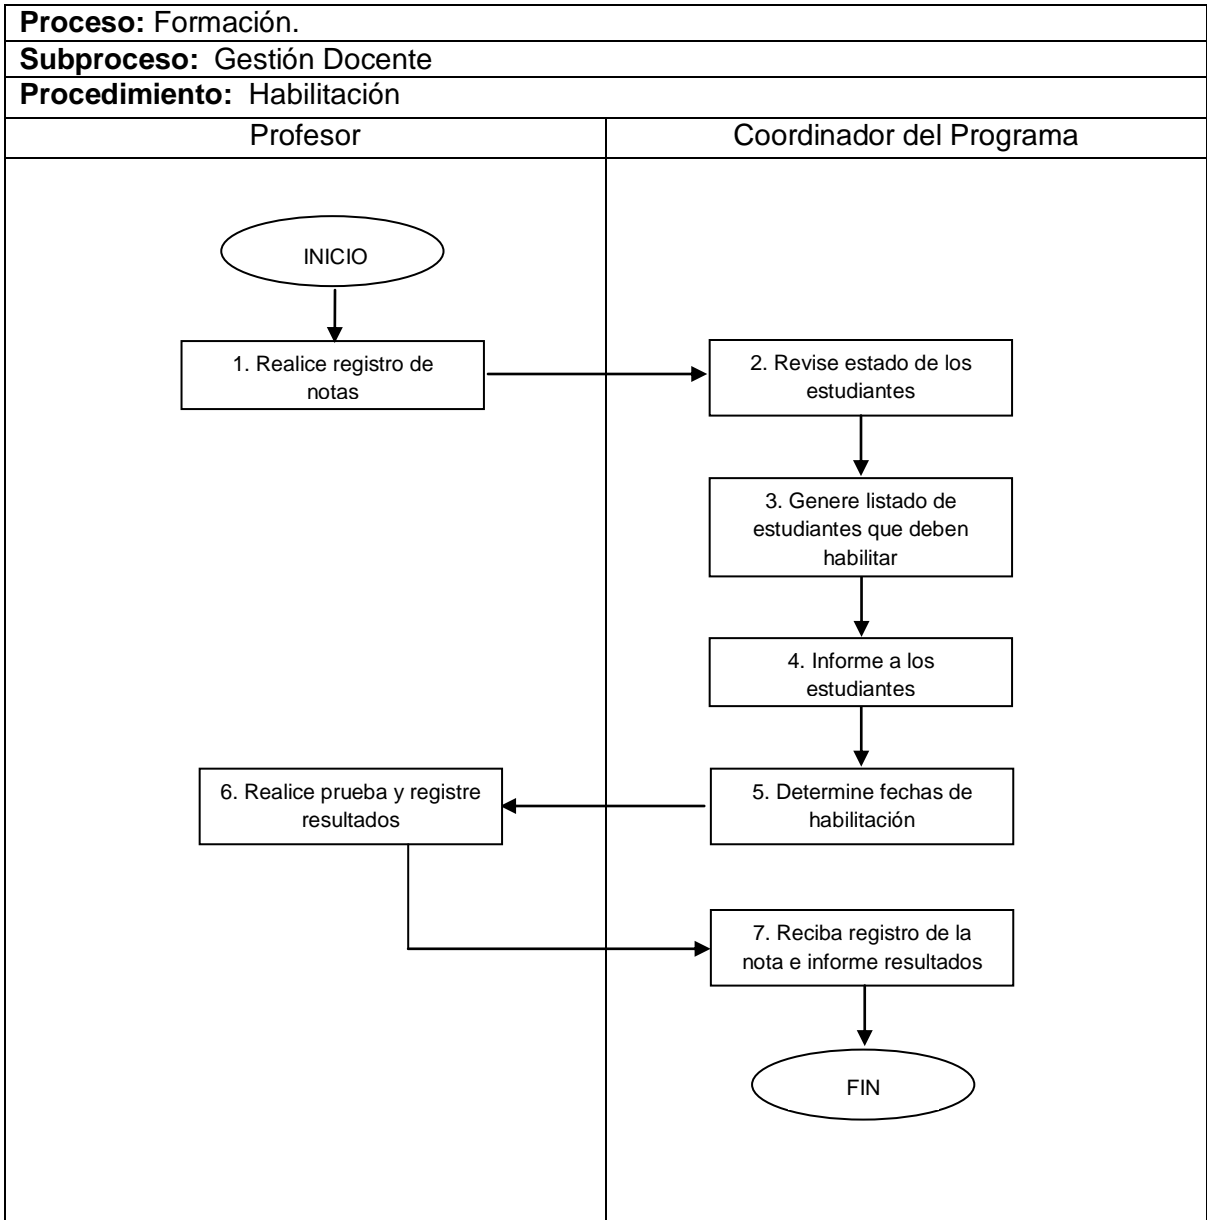 Proceso: Formación.
Subproceso: Gestión Docente
Procedimiento: Habilitación
Profesor
Coordinador del Programa
INICIO
1. Realice registro de
notas
2. Revise estado de los
estudiantes
3. Genere listado de
estudiantes que deben
habilitar
4. Informe a los
estudiantes
5. Determine fechas de
habilitación
6. Realice prueba y registre
resultados
7. Reciba registro de la
nota e informe resultados
FIN